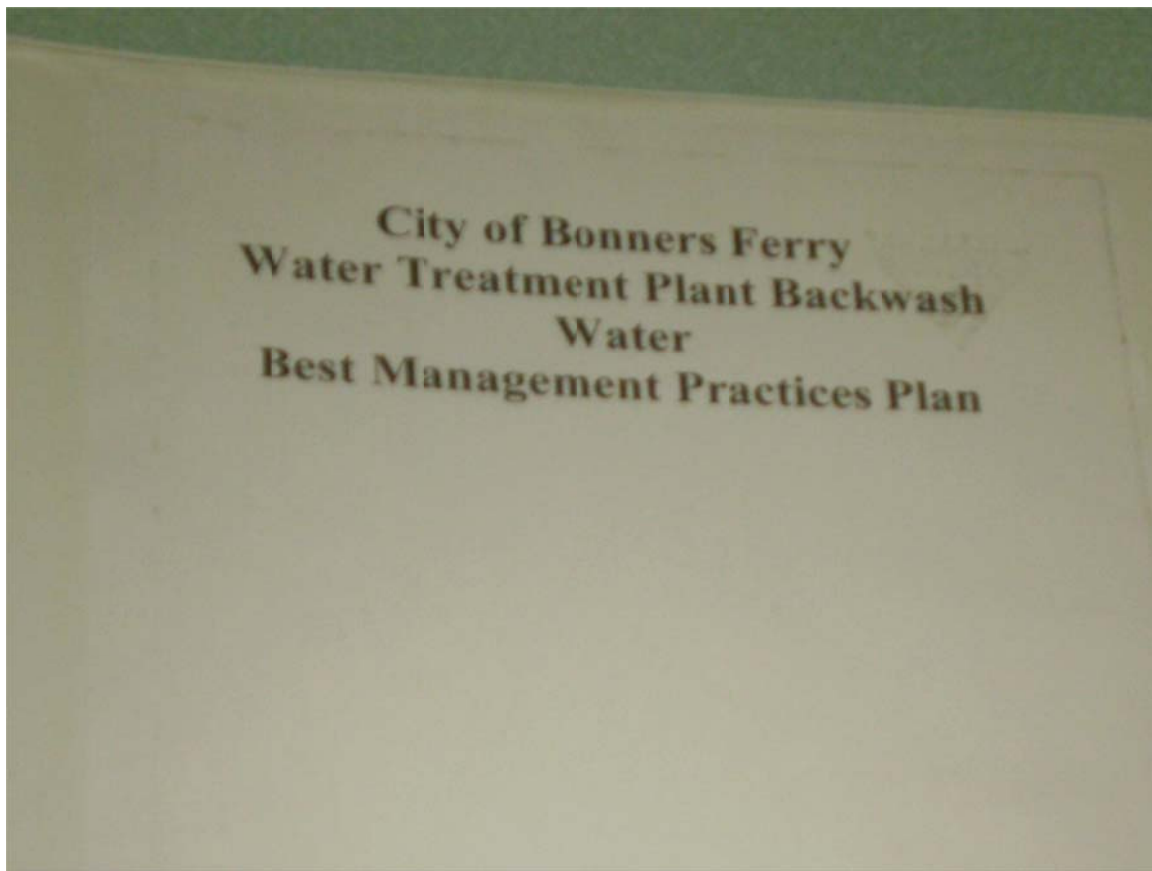 City of Bonners Ferry
Water Treatment Plant Backwash
Water
Best Management Practices Plan